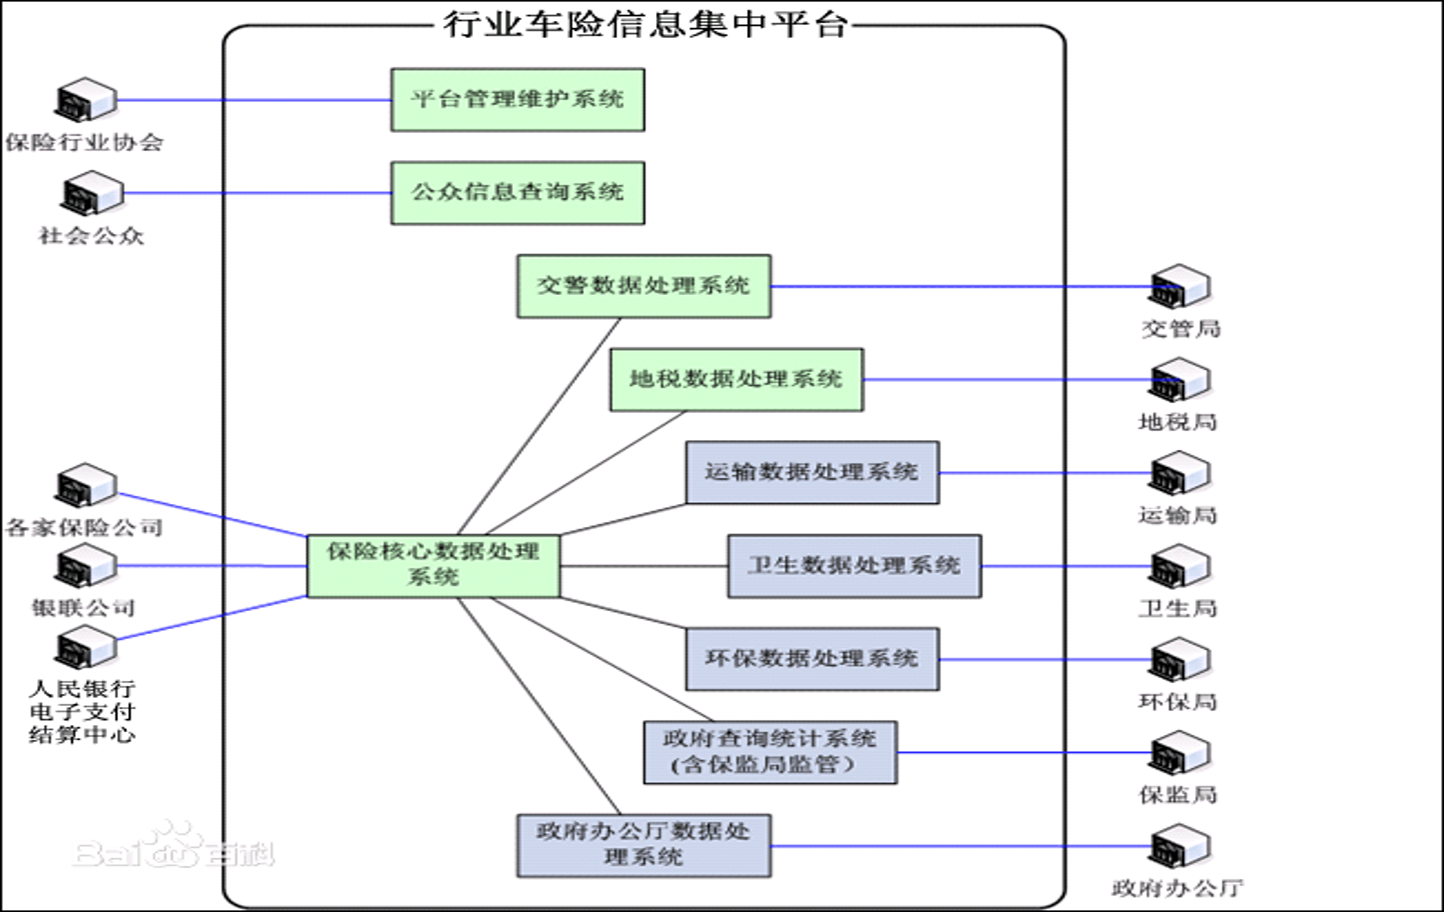 行业车险信息集中平台
平台管理维护系统
保险行业协会
公众信息查询系统
社会公众
交警数据处理系统
交管局
地税数据处理系统
地税局
运输数据处理系统
运输局
各家保险公司
保险核心数据处理
系统
卫生数据处理系统
银联公司
卫生局
人民银行
电子支付
结算中心
环保数据处理系统
环保局
政府查询统计系统
(含保监局监管）
保监局
政府办公厅数据处
理系统
政府办公厅
Bai du 百科